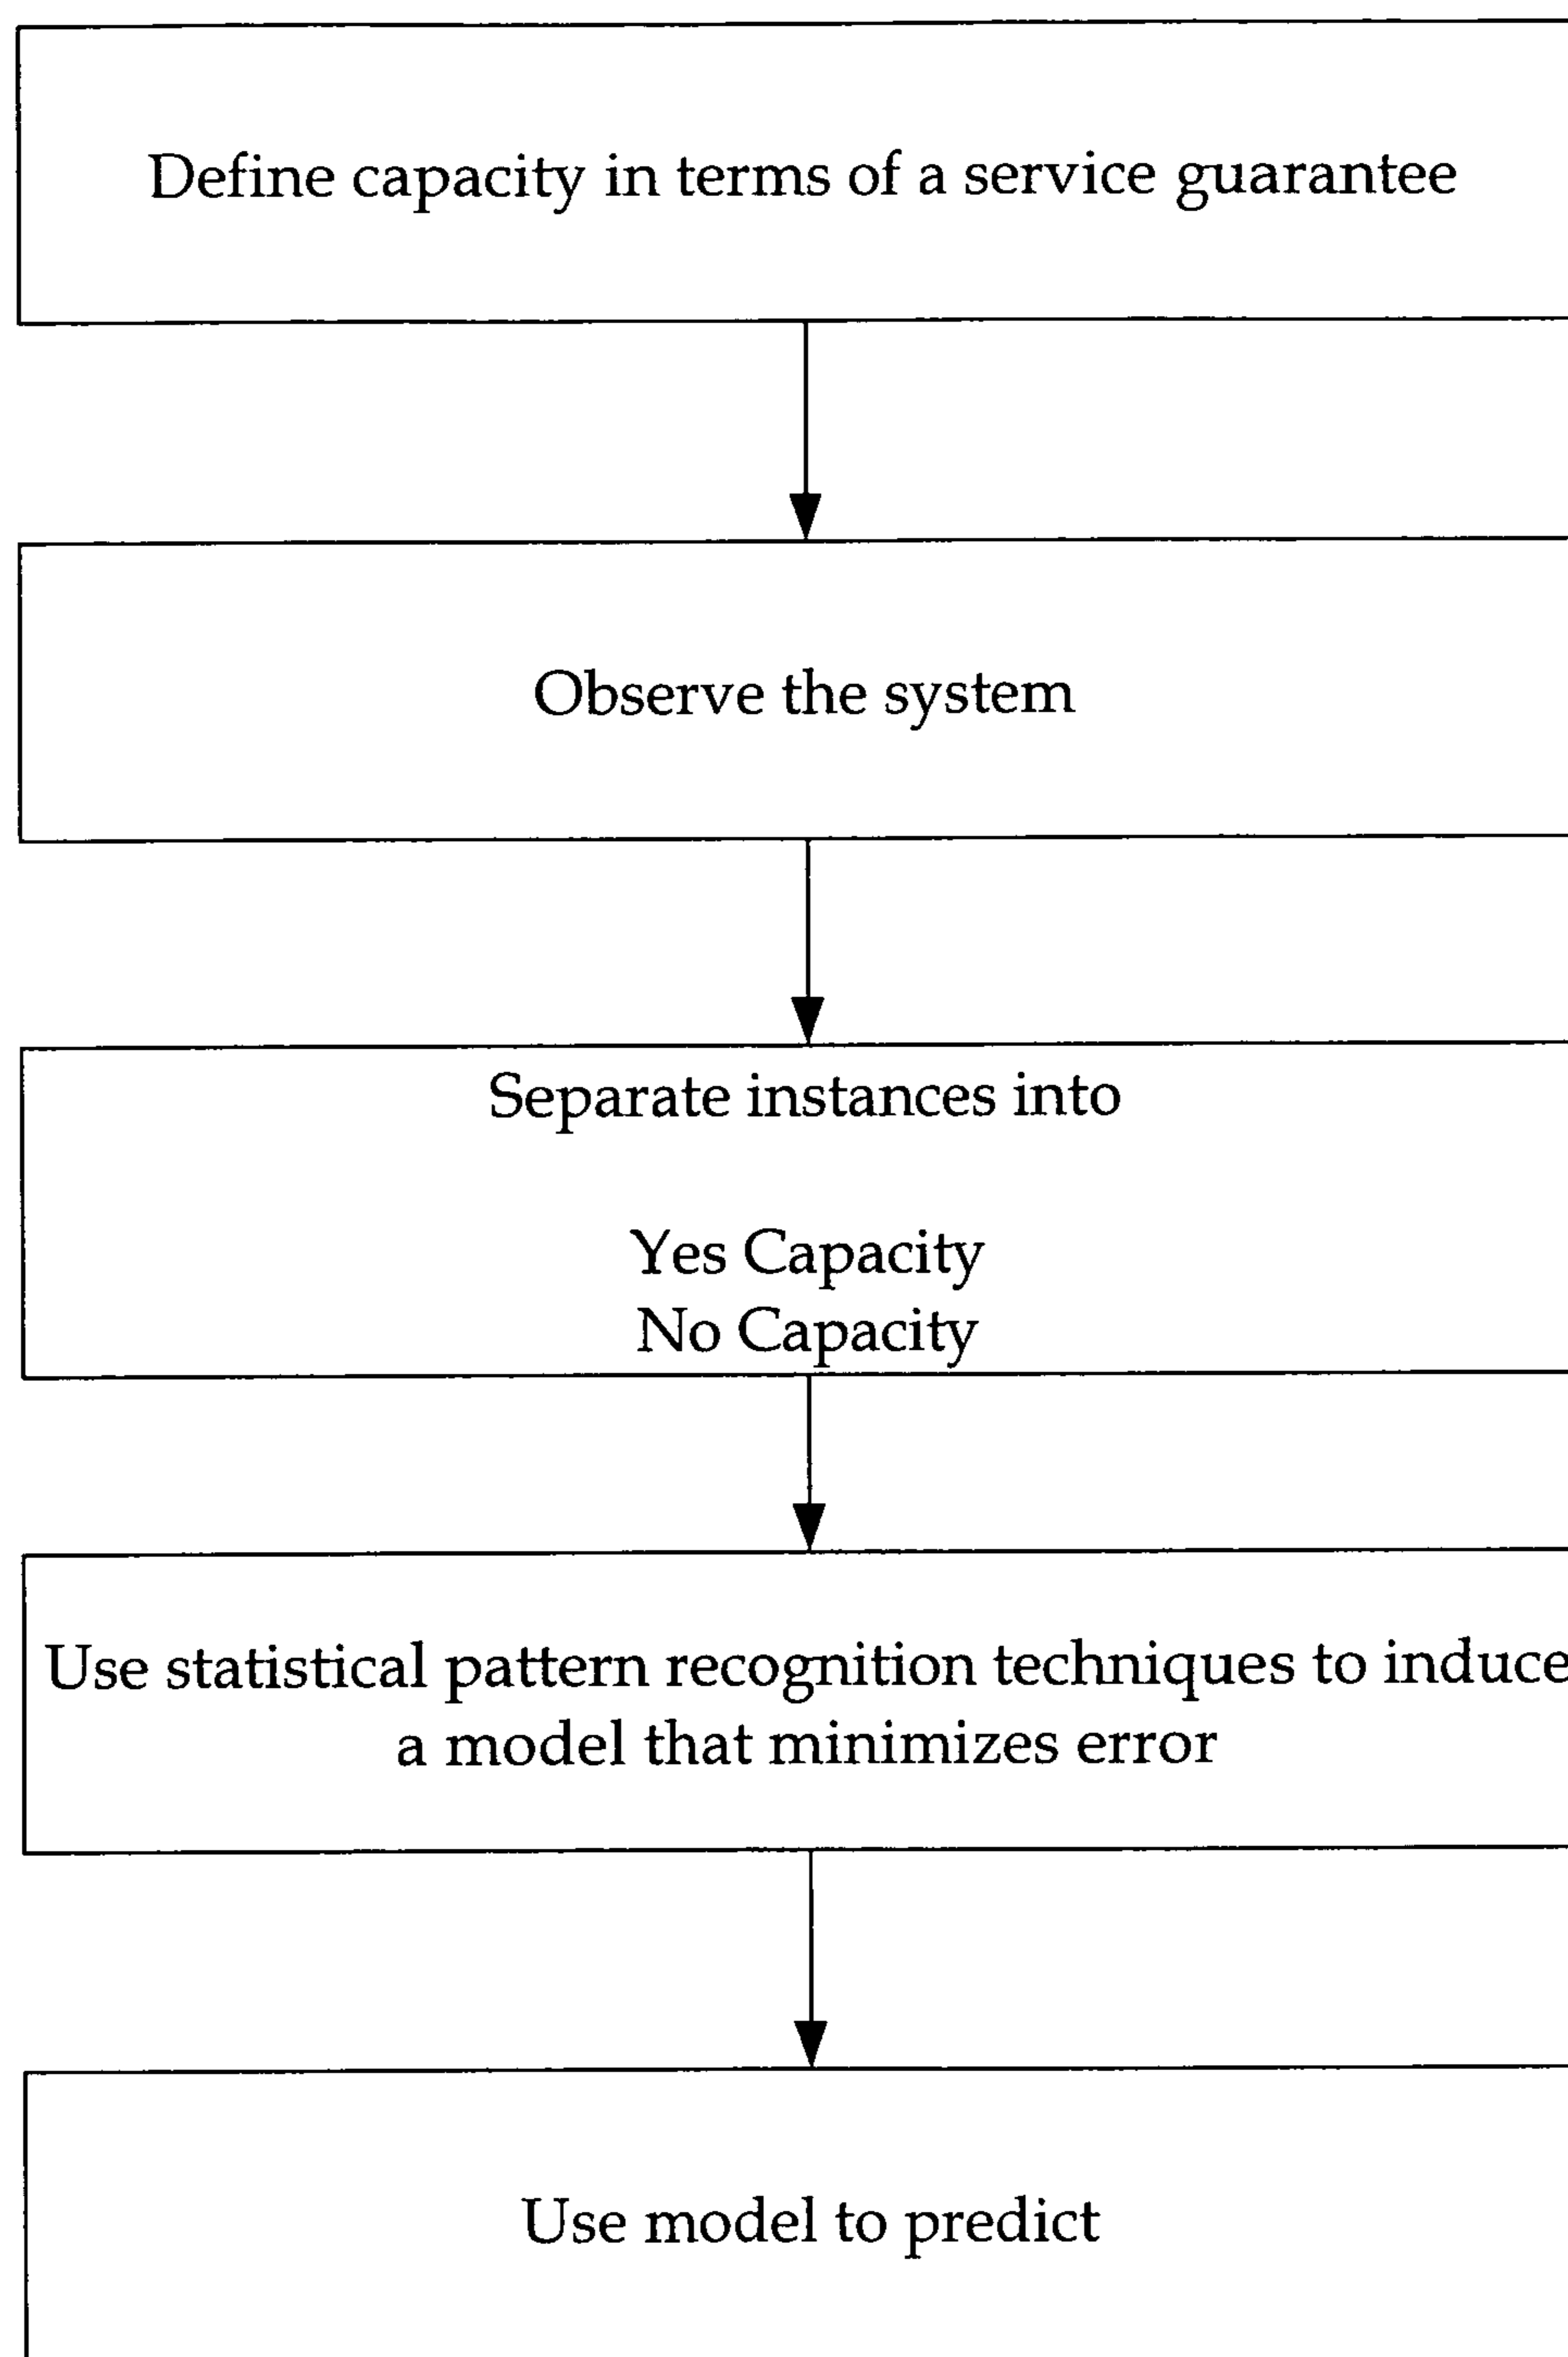 Define capacity in terms of a service guarantee
Observe the system
Separate instances into
Yes Capacity
No Capacity
Use statistical pattern recognition techniques to induce
a model that minimizes error
Use model to predict